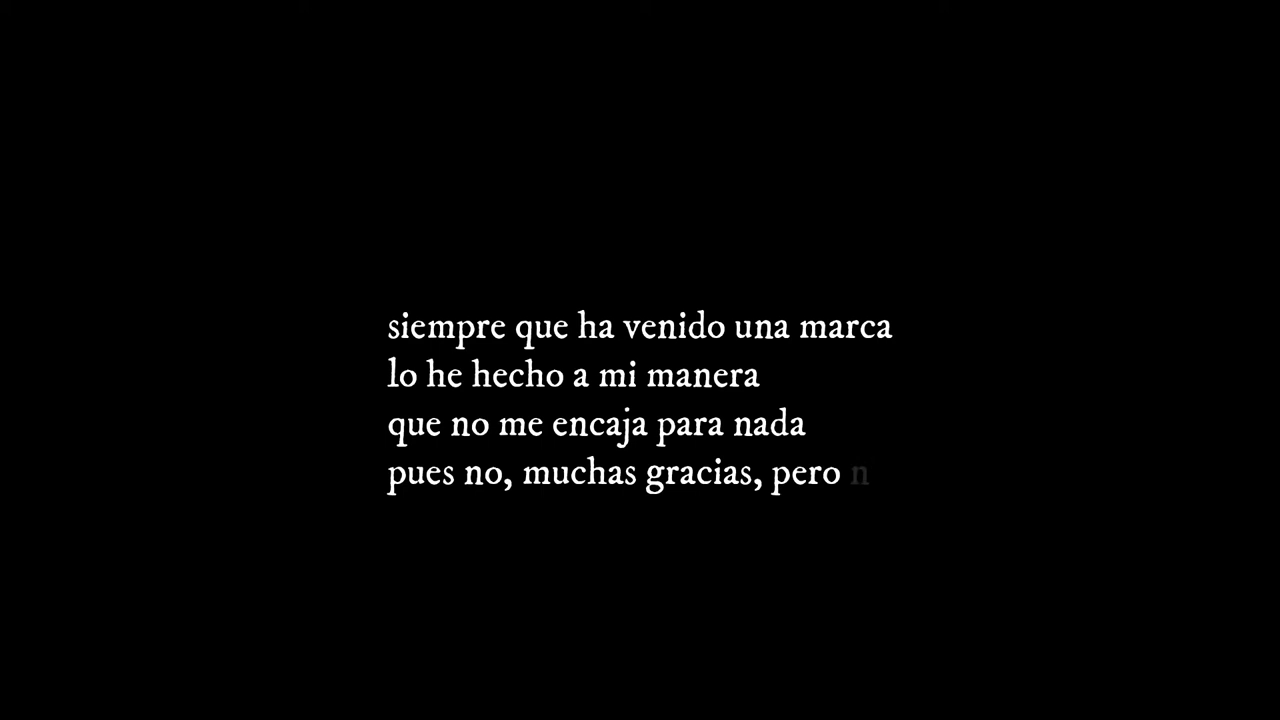 siempre que ha venido una marca
lo he hecho a mi manera
que no me encaja para nada
pues no, muchas gracias, pero n